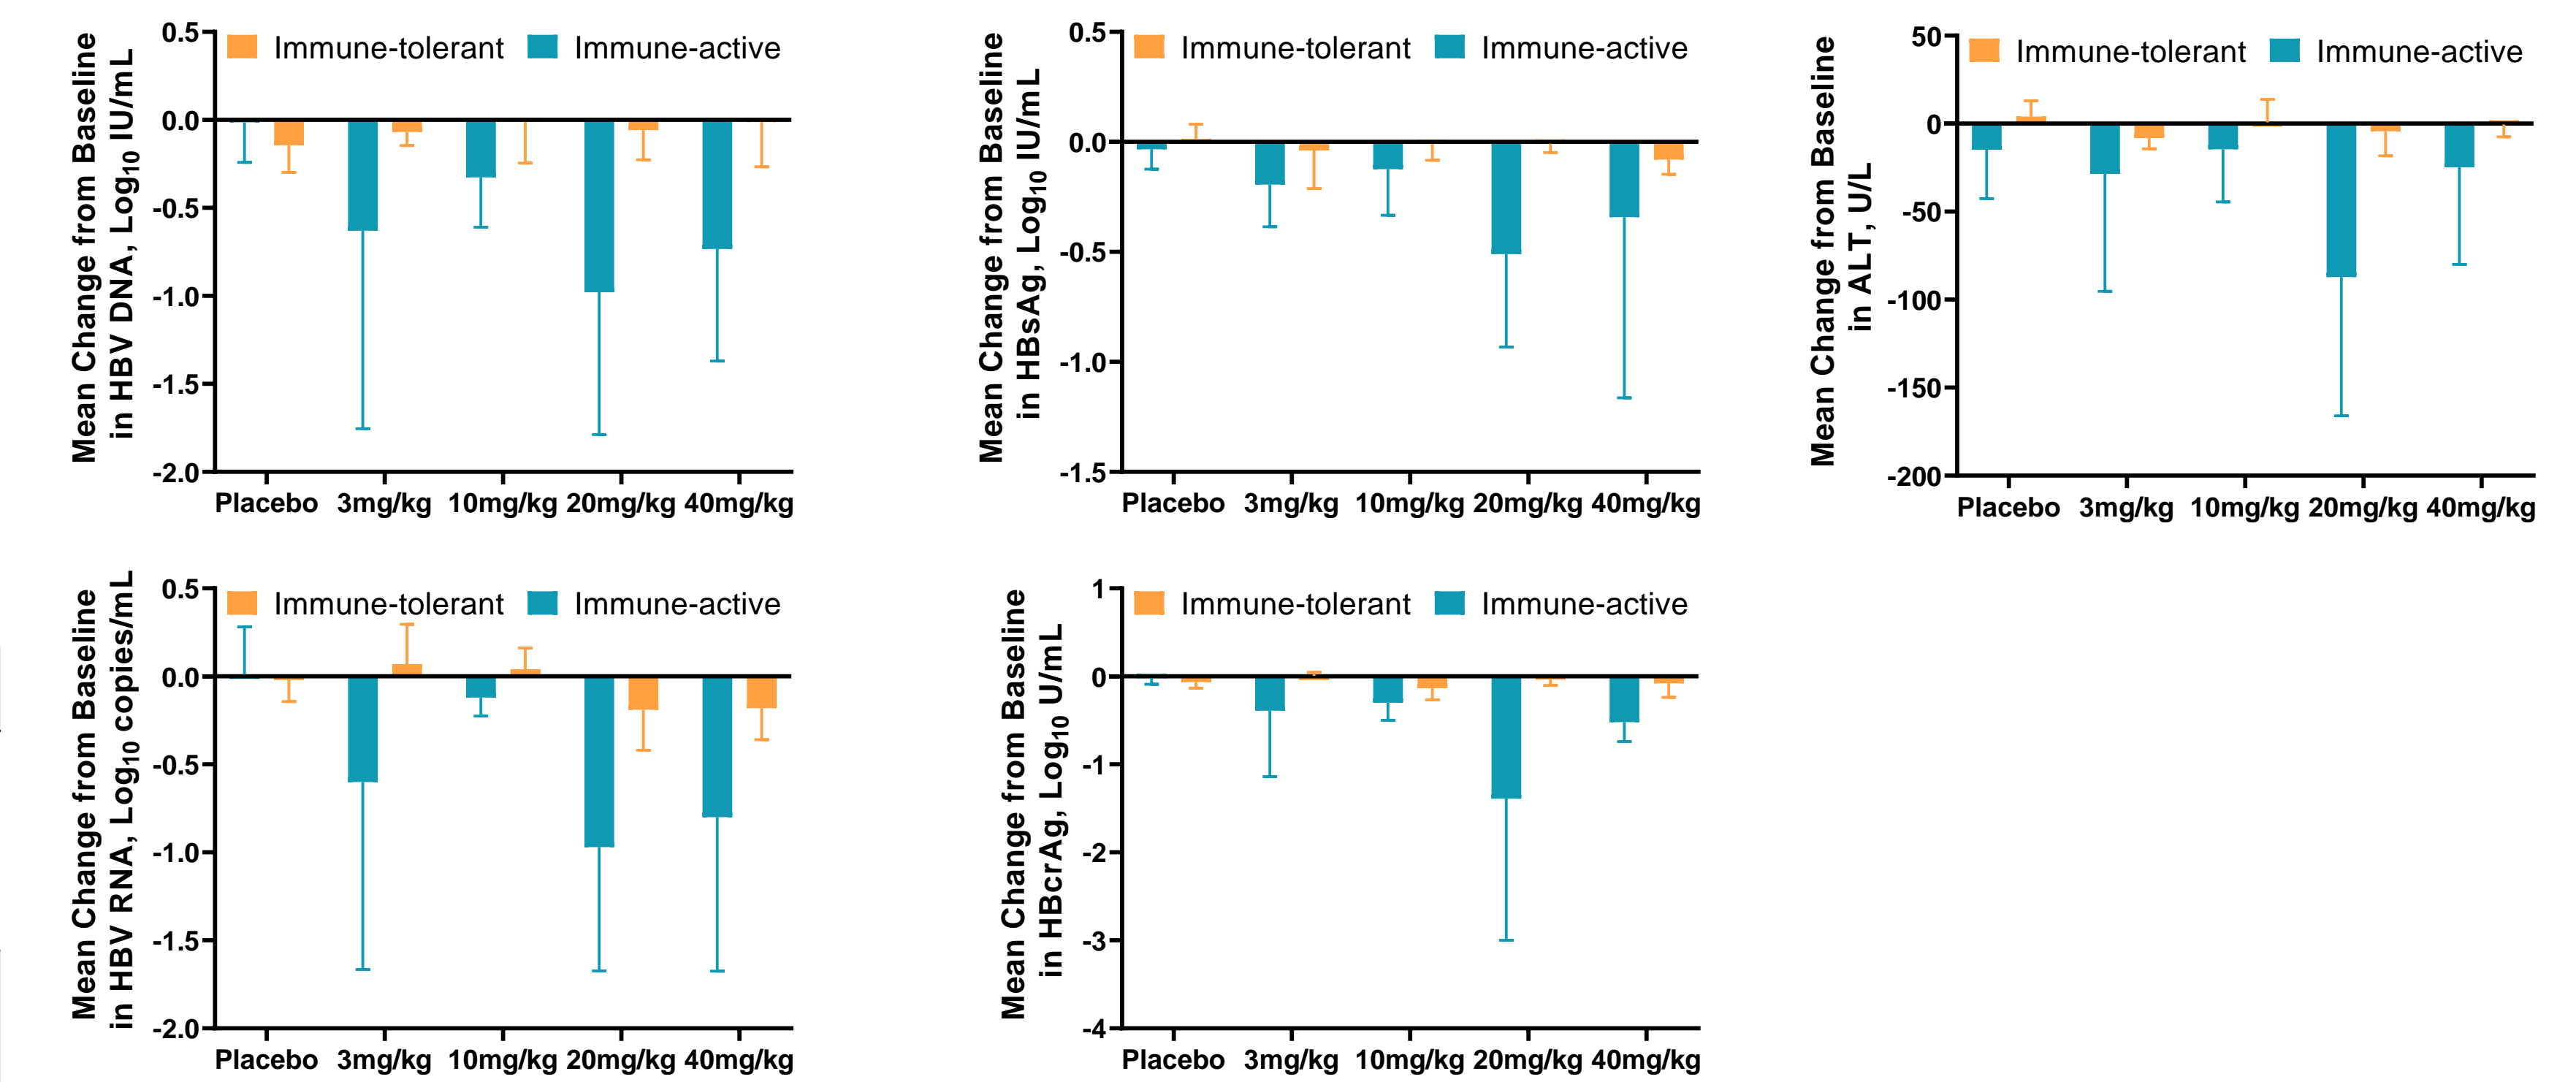 Mean Change from Baseline
in HBV DNA, Log10 IU/mL
0.5
0.0
-0.5
-1.0
-1.5
-2.0
Immune-tolerant Immune-active
Placebo 3mg/kg 10mg/kg 20mg/kg 40mg/kg
Mean Change from Baseline
in HBsAg, Log10 IU/mL
0.5
0.0
-0.5
-1.0
-1.5
Immune-tolerant Immune-active
Placebo 3mg/kg 10mg/kg 20mg/kg 40mg/kg
Mean Change from Baseline
in ALT, U/L
50
0
-50
-100
-150
-200
Immune-tolerant Immune-active
Placebo 3mg/kg 10mg/kg 20mg/kg 40mg/kg
Mean Change from Baseline
in HBV RNA, Log10 copies/mL
0.5
0.0
-0.5
-1.0
-1.5
-2.0
Immune-tolerant Immune-active
Placebo 3mg/kg 10mg/kg 20mg/kg 40mg/kg
Mean Change from Baseline
in HBcrAg, Log10 U/mL
1
0
-1
-2
-3
-4
Immune-tolerant Immune-active
Placebo 3mg/kg 10mg/kg 20mg/kg 40mg/kg